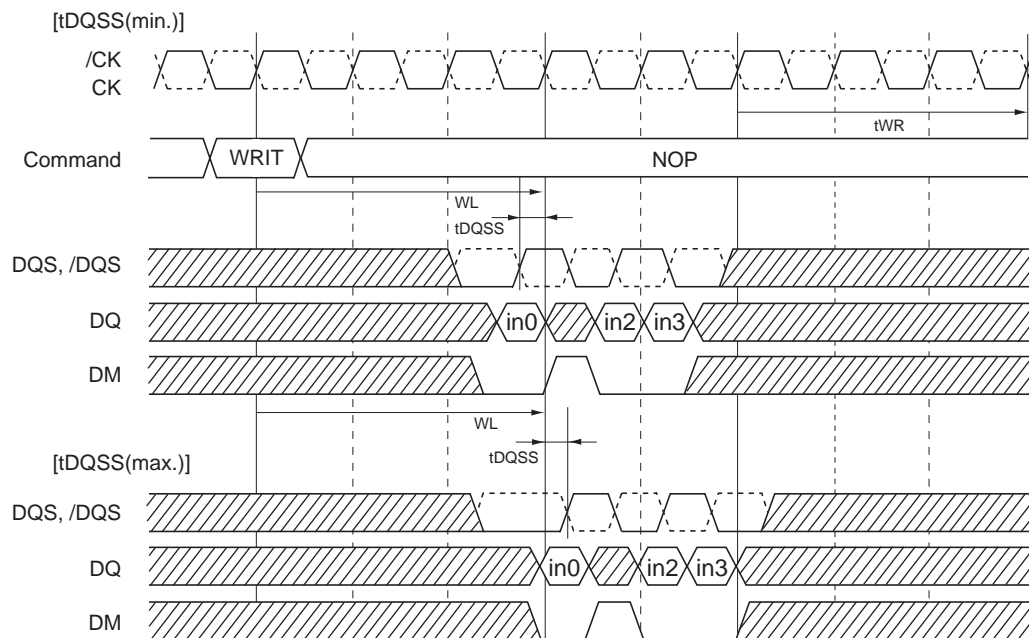 [tDQSS(min.)]
/CK
CK
tWR
Command WRIT NOP
WL
tDQSS
DQS, /DQS
DQ in0 in2 in3
DM
WL
tDQSS
[tDQSS(max.)]
DQS, /DQS
DQ in0 in2 in3
DM